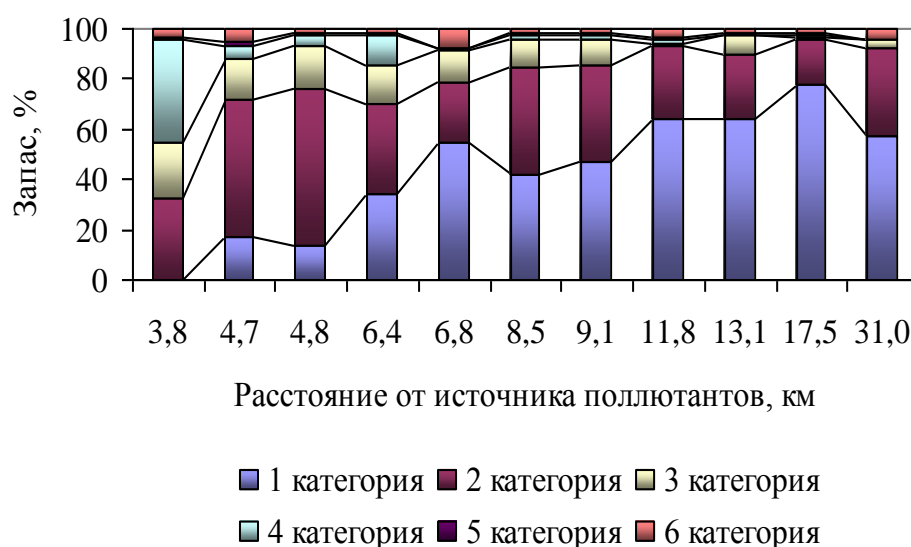 Запас, %
100
80
60
40
20
0
3,8 4,7 4,8 6,4 6,8 8,5 9,1 11,8 13,1 17,5 31,0
Расстояние от источника поллютантов, км
1 категория 2 категория 3 категория
4 категория 5 категория 6 категория